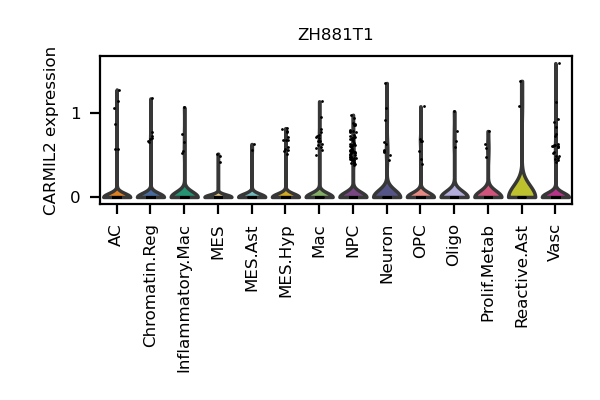 ZH881T1
CARMIL2 expression
1
0
AC
Chromatin.Reg
Inflammatory.Mac
MES
MES.Ast
MES.Hyp
Mac
NPC
Neuron
OPC
Oligo
Prolif.Metab
Reactive.Ast
Vasc